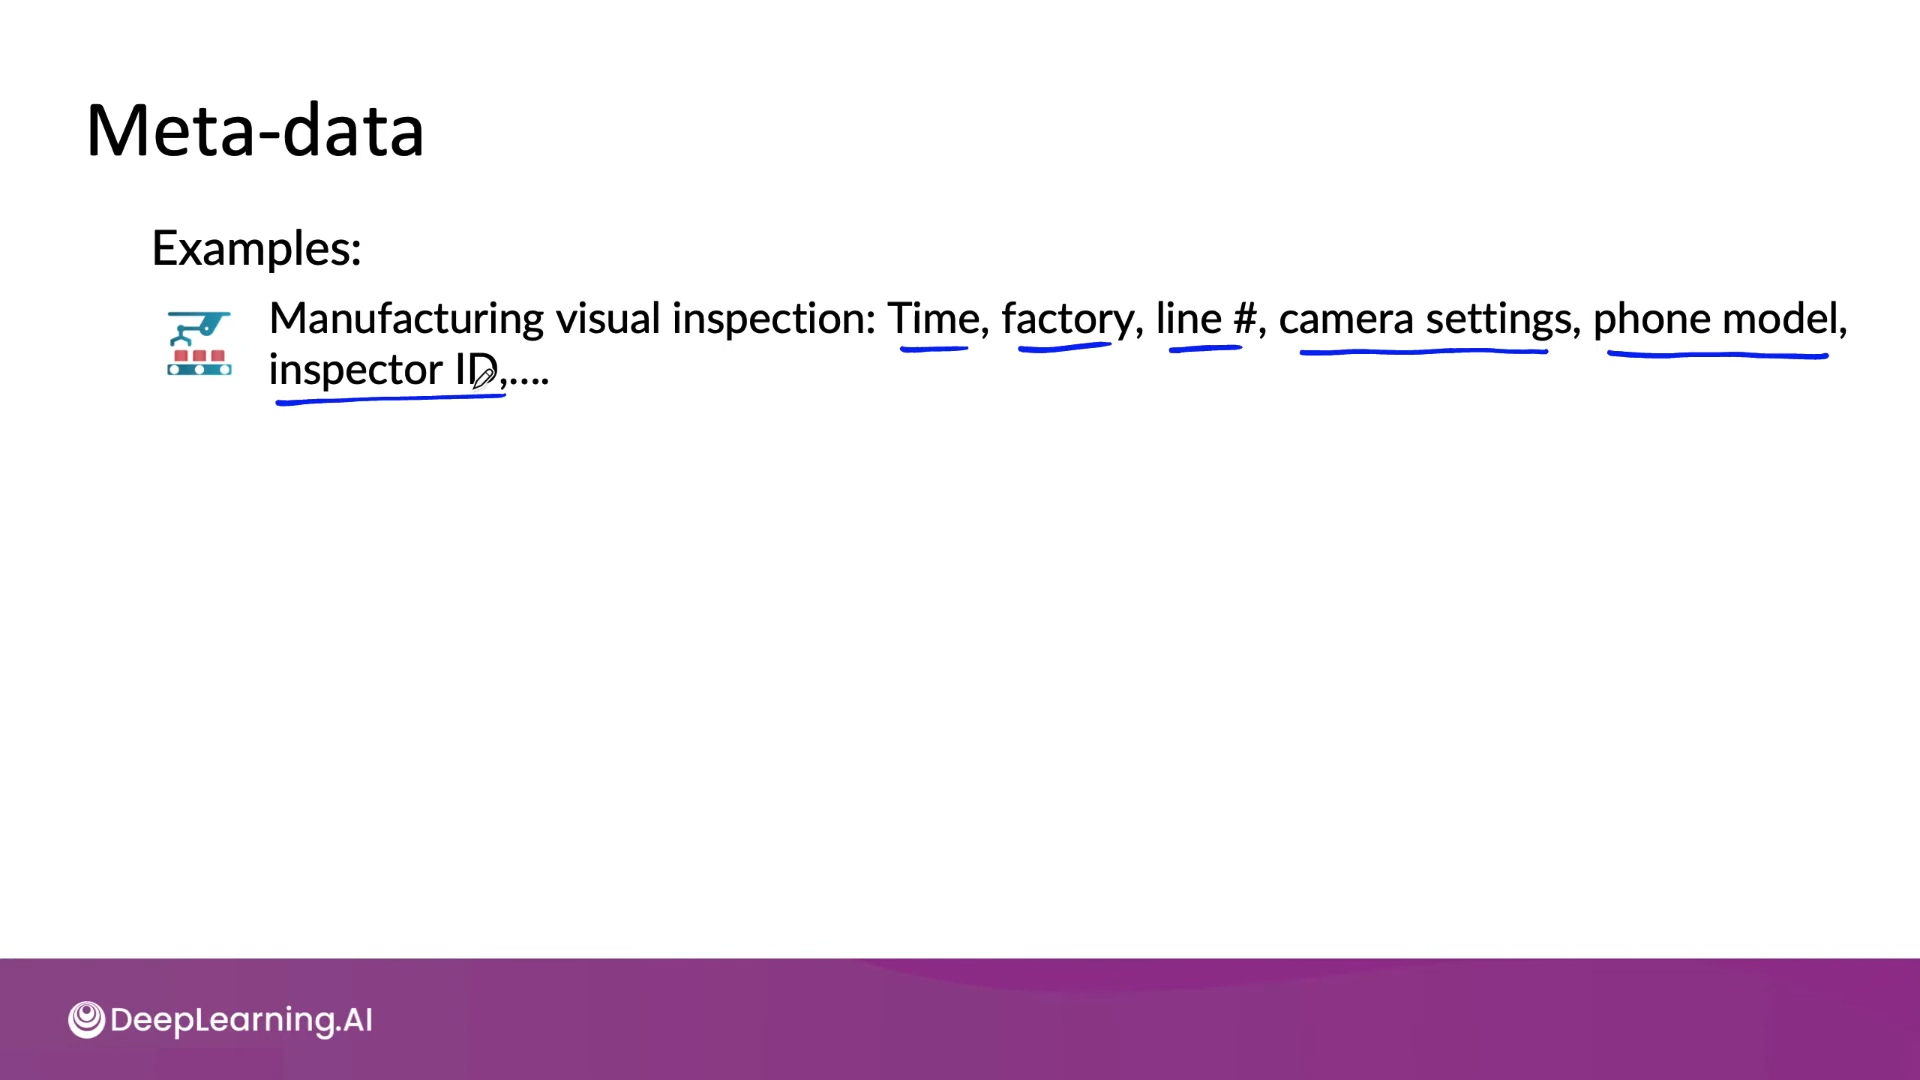 Meta-data
Examples:
Manufacturing visual inspection: Time, factory, line #, camera settings, phone model,
inspector ID,....
DeepLearning.AI